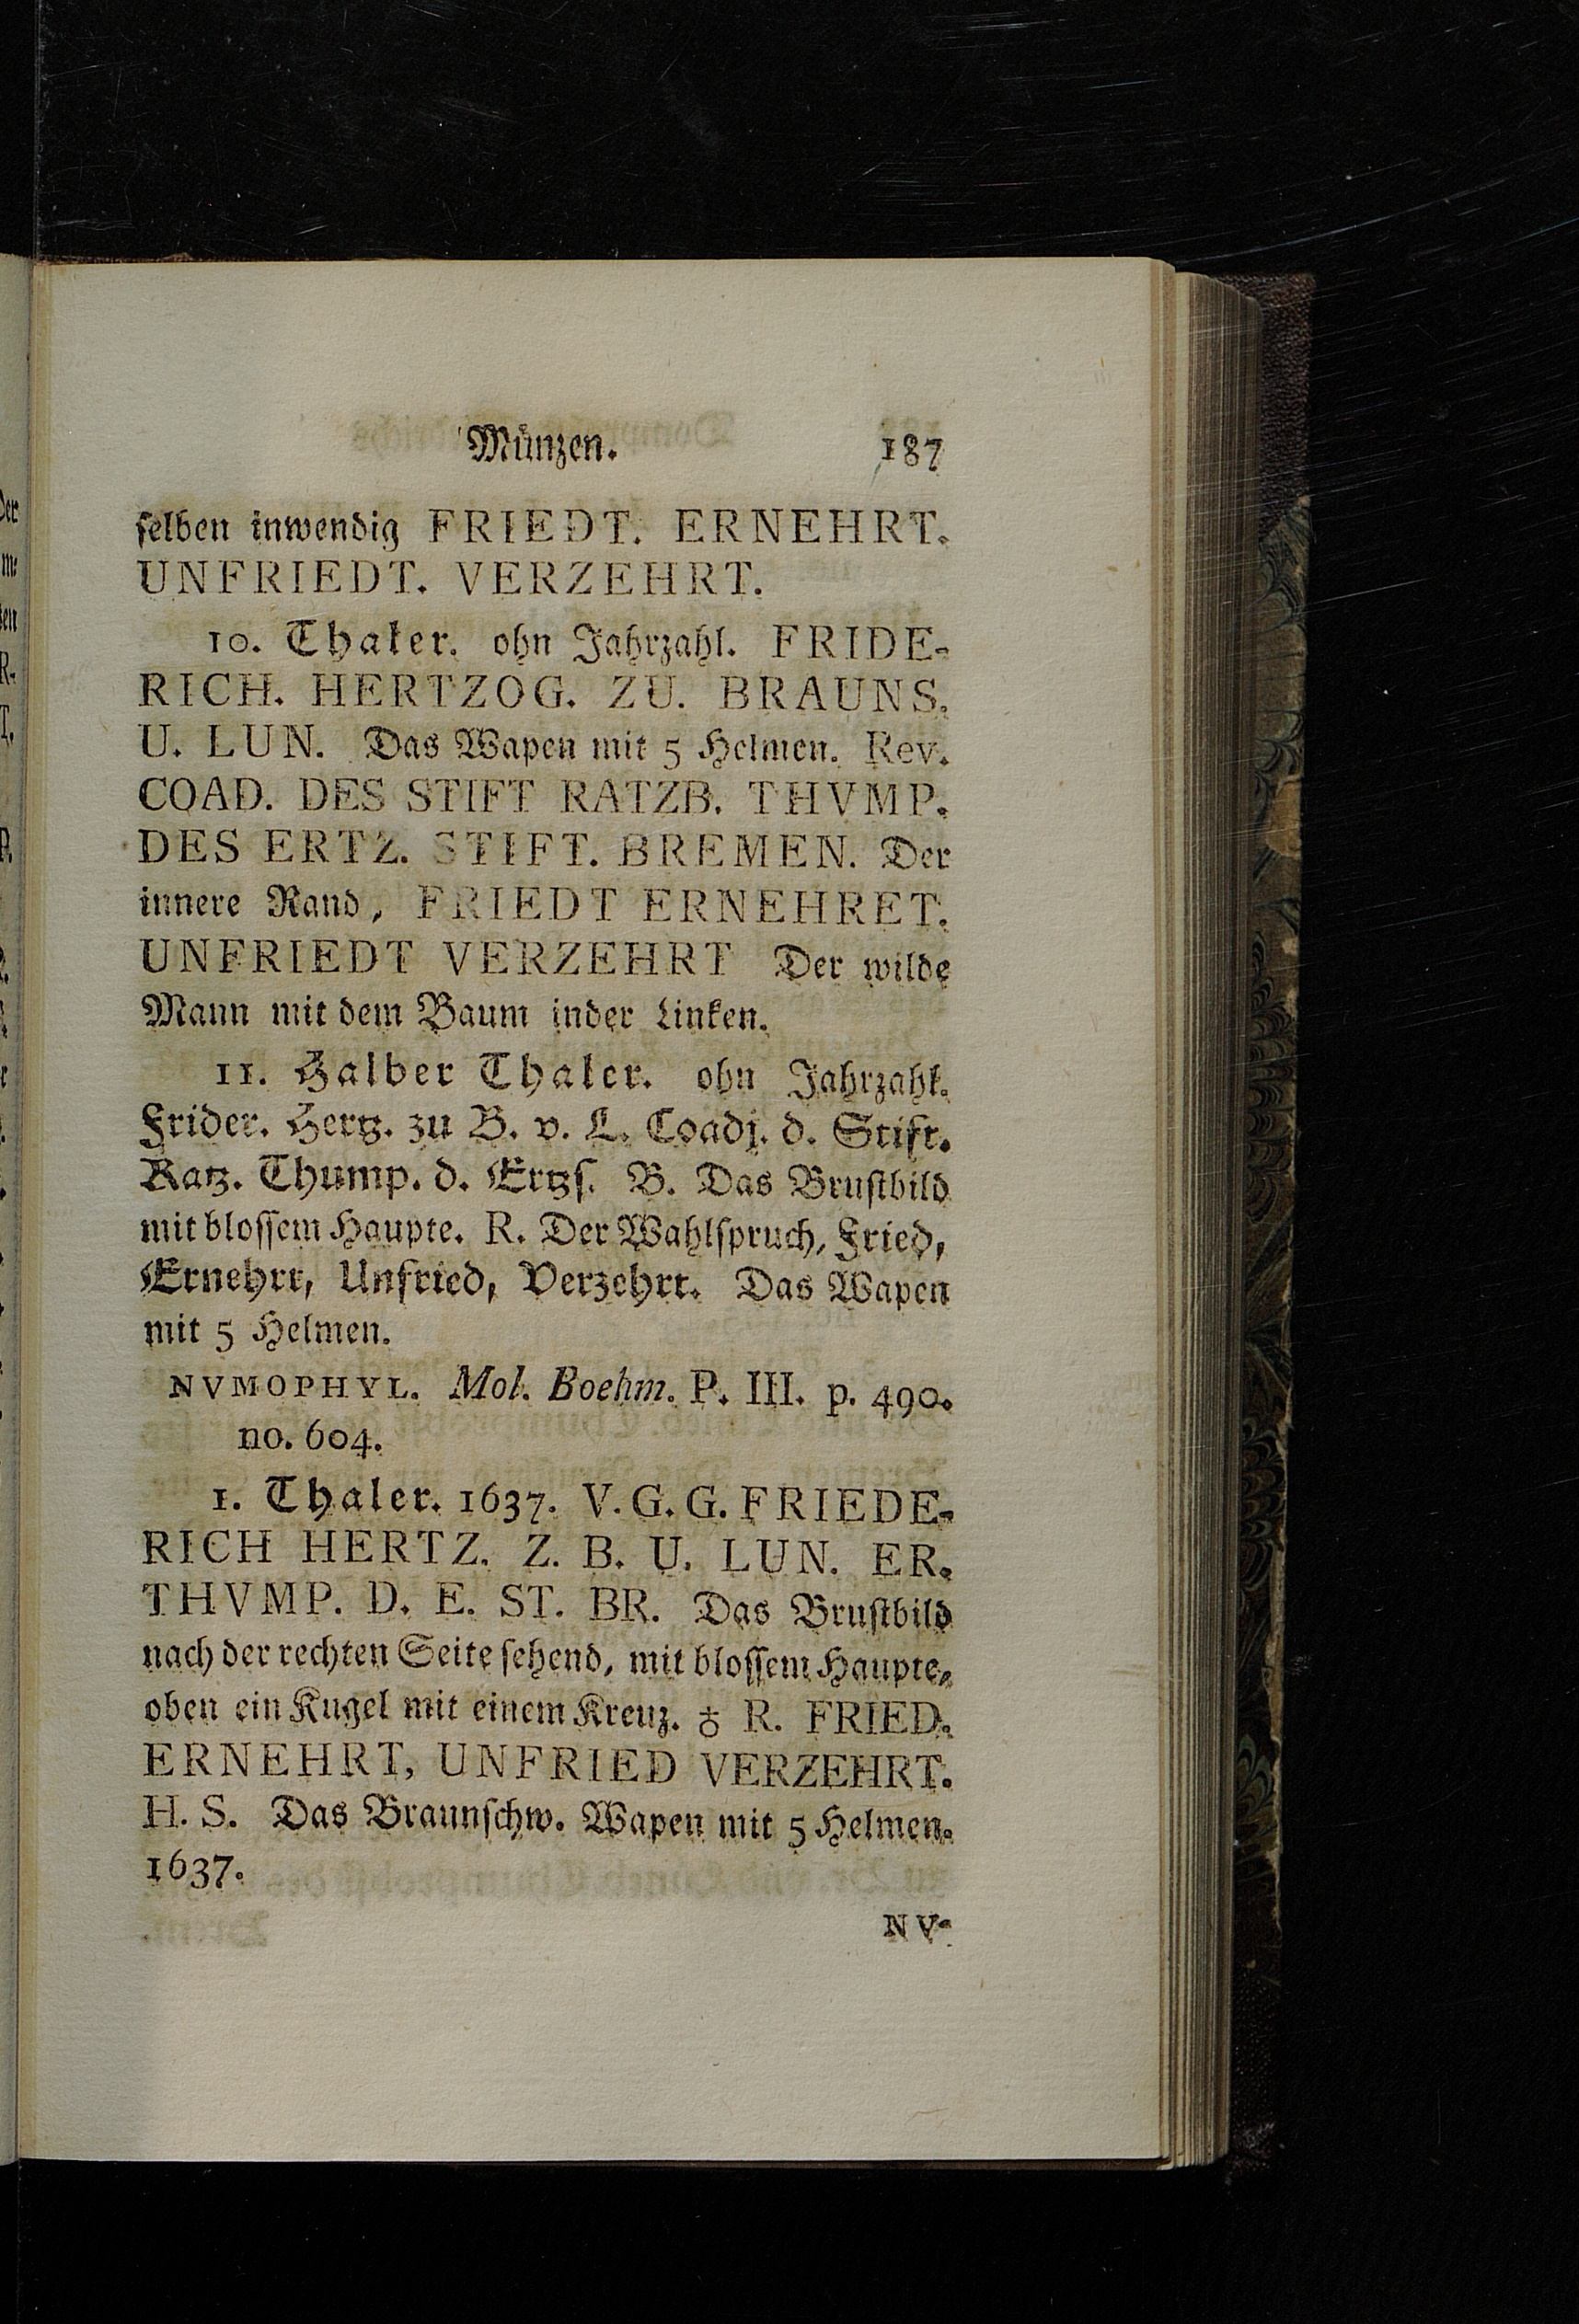 Münzen. 187
selben inwendig FRIEDT. ERNEHRT.
UNFRIEDT. VERZEHRT.
10. Thaler. ohn Jahrzahl. FRIDE-
RICH. HERTZOG. ZU. BRAUNS.
U. LUN. Das Wapen mit 5 Helmen. Rev.
COAD. DES STIFT RATZB. THVMP.
DES ERTZ. STIFT. BREMEN. Der
innere Rand, FRIEDT ERNEHRET.
UNFRIEDT VERZEHRT Der wilde
Mann mit dem Baum inder Linken.
11. Halber Thaler. ohn Jahrzahl.
Frider. Hertz. zu B. v. L. Coadj. d. Stift.
Ratz. Thump. d. Ertzſ. B. Das Bruſtbild
mit bloſſem Haupte. R. Der Wahlſpruch, Fried,
Ernehrt, Unfried, Verzehrt. Das Wapen
mit 5 Helmen.
NVMOPHYL. Mol. Boehm. P. III. p. 490.
no. 604.
1. Thaler. 1637. V. G. G. FRIEDE-
RICH HERTZ. Z. B. U. LUN. ER.
THVMP. D. E. ST. BR. Das Bruſtbild
nach der rechten Seite ſehend, mit bloſſem Haupte,
oben ein Kugel mit einem Kreuz. ♁ R. FRIED.
ERNEHRT, UNFRIED VERZEHRT.
H. S. Das Braunſchw. Wapen mit 5 Helmen.
1637.
NV-